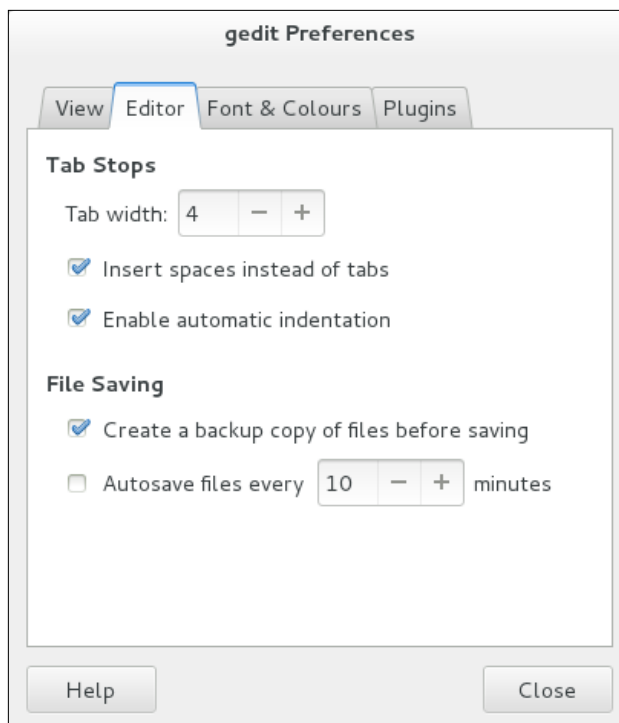 gedit Preferences
View Editor Font & Colours Plugins
Tab Stops
Tab width: 4 − +
Insert spaces instead of tabs
Enable automatic indentation
File Saving
Create a backup copy of files before saving
Autosave files every 10 − + minutes
Help Close